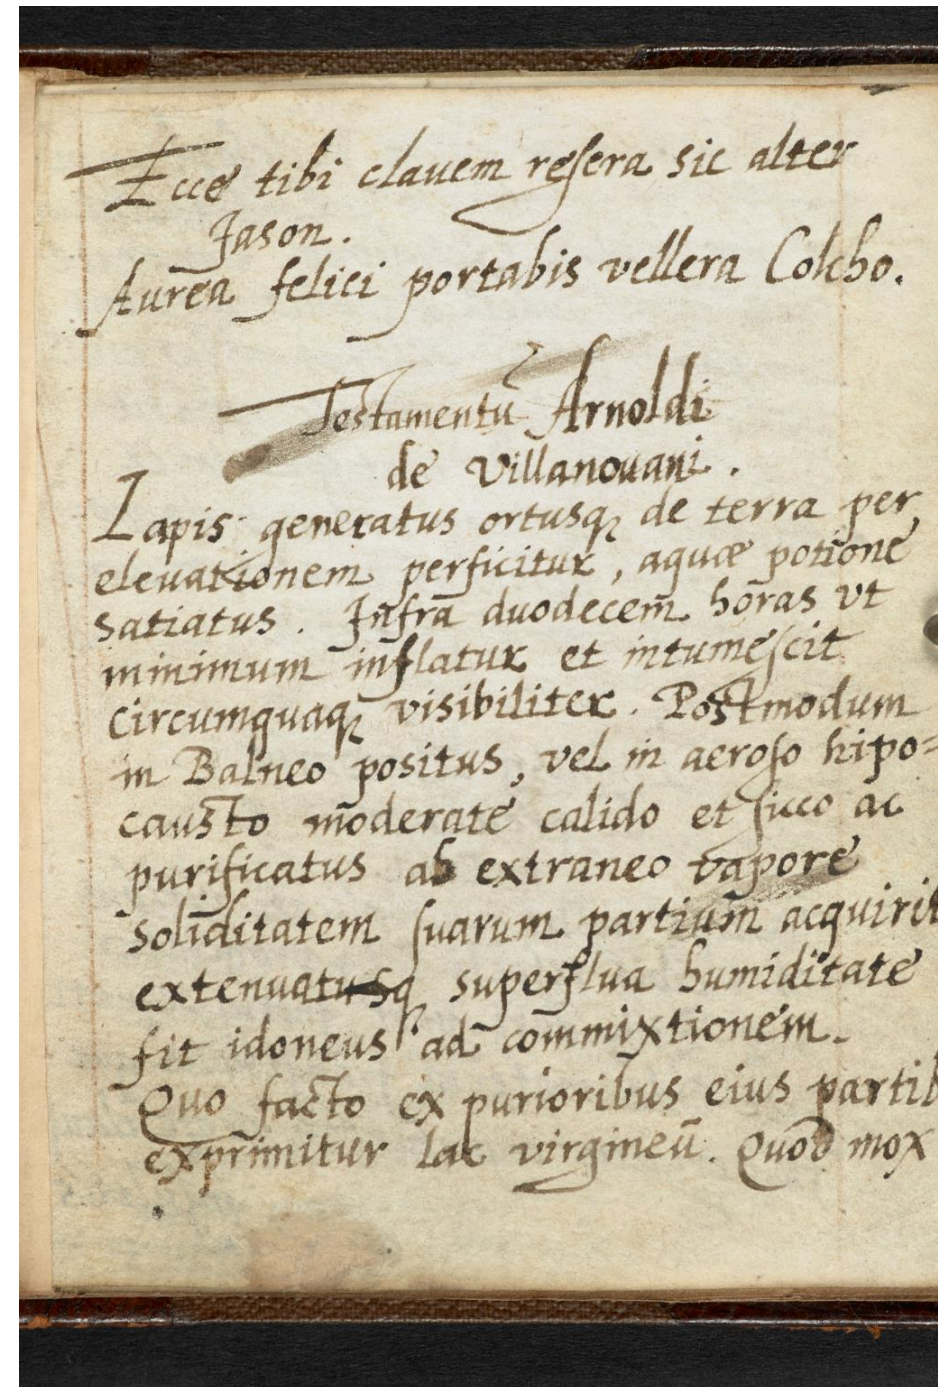 Ecce tibi clauem resera sic alter
Jason.
Aurea felici portabis vellera Colcho.
Testamentū Arnoldi
de Villanouani.
Lapis generatus ortusq; de terra per
eleuationem perficitur, aquæ potione
satiatus. Infra duodecem horas vt
minimum inflatur et intumescit
circumquaq; visibiliter. Postmodum
in Balneo positus, vel in aeroso hipo=
causto moderate calido et sicco ac
purificatus ab extraneo vapore
soliditatem suarum partium acquirit
extenuatusq; superflua humiditate
fit idoneus ad commixtionem.
Quo facto ex purioribus eius partib
exprimitur lac virgineū. Quod mox